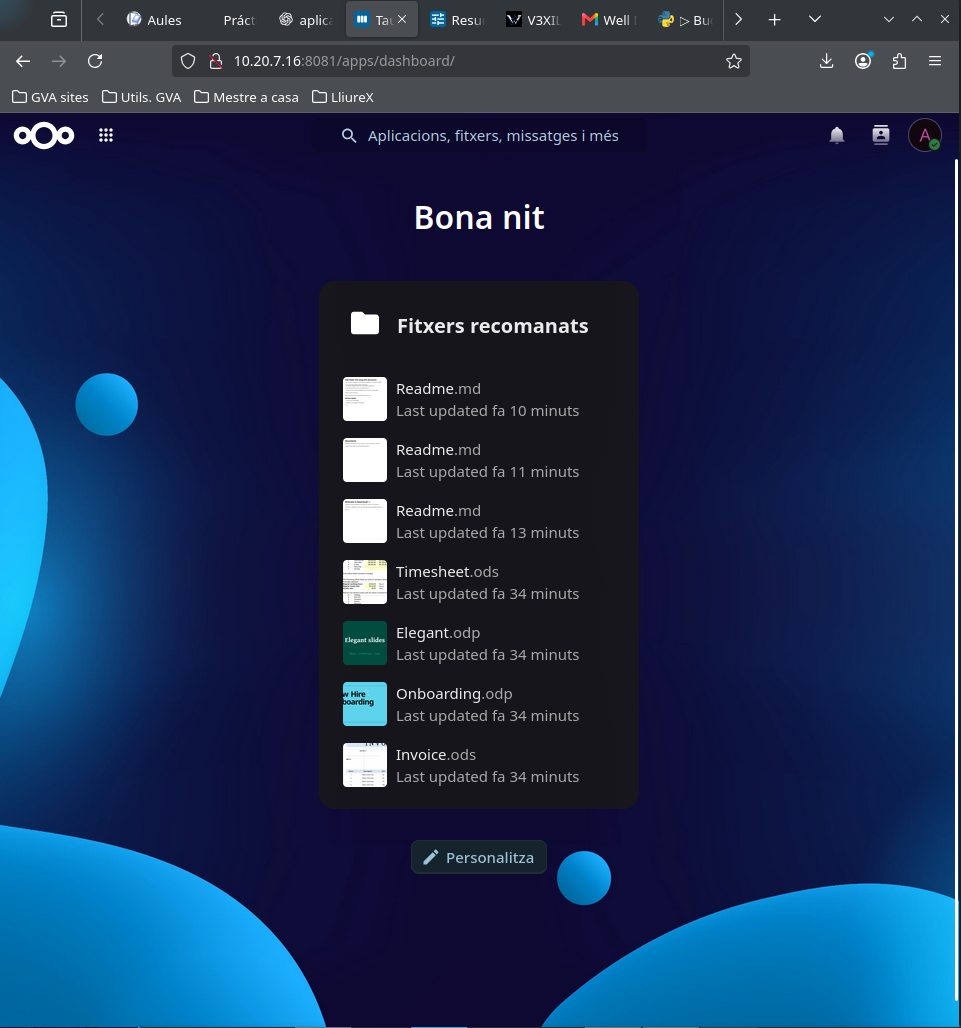 Aules
Práct
aplica
Tau
Resu
V3XIL
Well
Bu
10.20.7.16:8081/apps/dashboard/
GVA sites
Utils. GVA
Mestre a casa
LliureX
Aplicacions, fitxers, missatges i més
A
Bona nit
Fitxers recomanats
Readme.md
Last updated fa 10 minuts
Readme.md
Last updated fa 11 minuts
Readme.md
Last updated fa 13 minuts
Timesheet.ods
Last updated fa 34 minuts
Elegant slides
Elegant.odp
Last updated fa 34 minuts
w Hire
boarding
Onboarding.odp
Last updated fa 34 minuts
Invoice.ods
Last updated fa 34 minuts
Personalitza